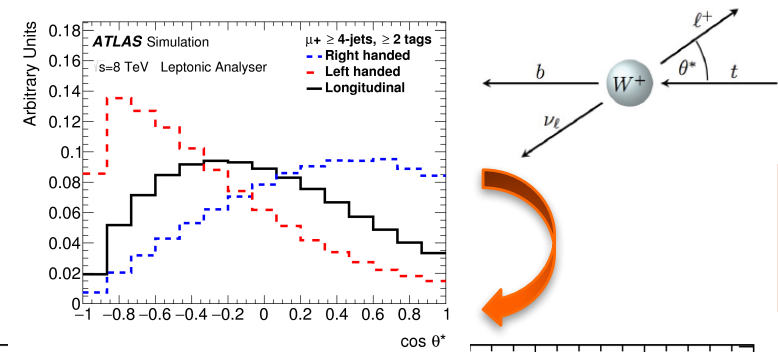 ATLAS Simulation
√s=8 TeV Leptonic Analyser
μ+ ≥ 4-jets, ≥ 2 tags
Right handed
Left handed
Longitudinal
Arbitrary Units
0.18
0.16
0.14
0.12
0.1
0.08
0.06
0.04
0.02
0
−1 −0.8 −0.6 −0.4 −0.2 0 0.2 0.4 0.6 0.8 1
cos θ*
ℓ+
θ*
b
W+
t
νℓ